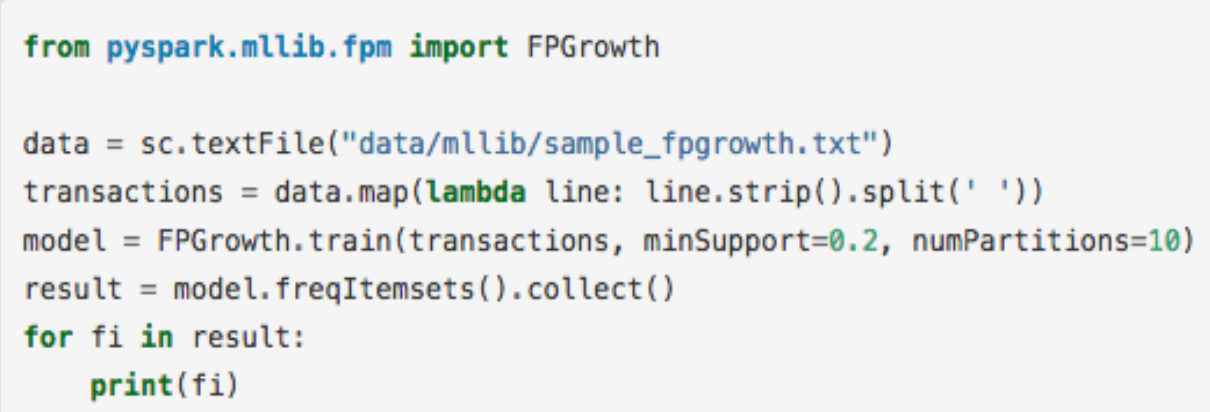 from pyspark.mllib.fpm import FPGrowth
data = sc.textFile("data/mllib/sample_fpgrowth.txt")
transactions = data.map(lambda line: line.strip().split(' '))
model = FPGrowth.train(transactions, minSupport=0.2, numPartitions=10)
result = model.freqItemsets().collect()
for fi in result:
    print(fi)